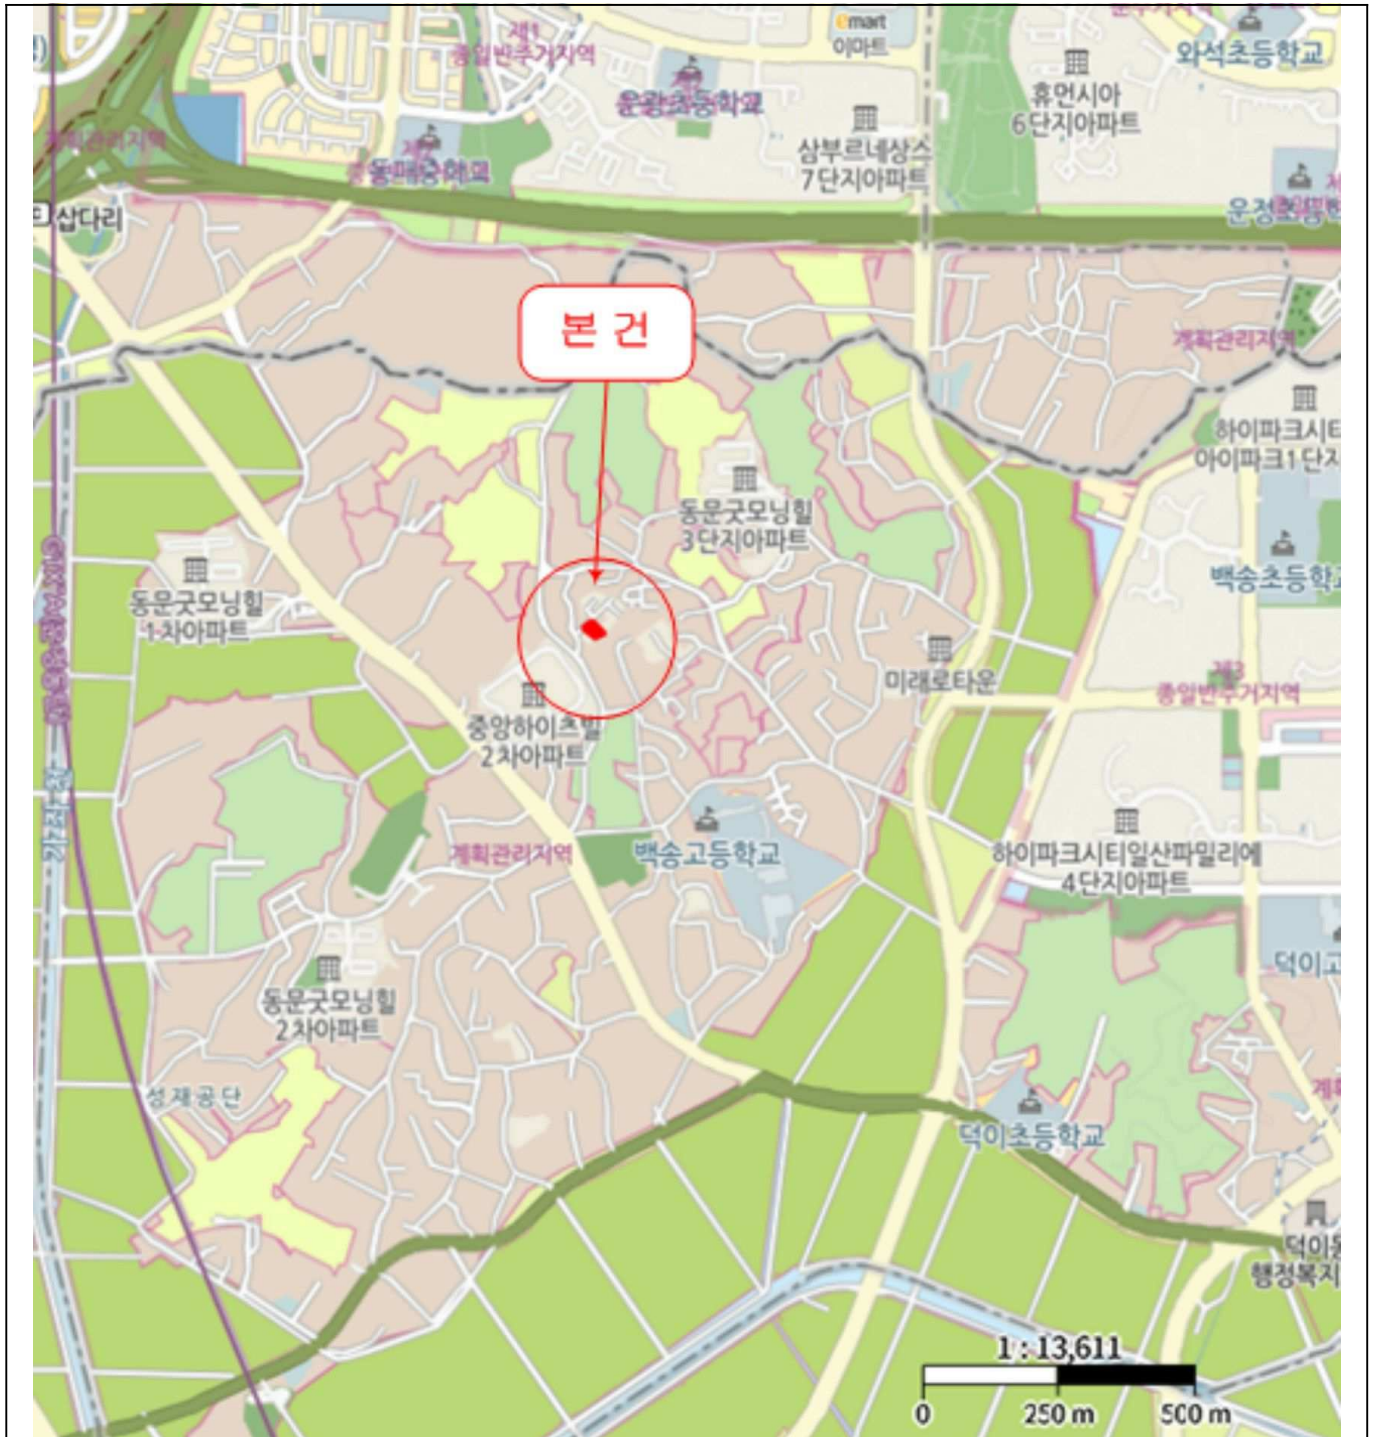 emart
이마트
제1
종일반주거지역
와석초등학교
운광초등학교
휴먼시아
6단지아파트
삼부르네상스
7단지아파트
계획관리지역
동패중학교
삽다리
본 건
계획관리지역
하이파크시티
아이파크1단지
동문굿모닝힐
3단지아파트
백송초등학교
동문굿모닝힐
1차아파트
미래로타운
제3
종일반주거지역
중앙하이츠빌
2차아파트
하이파크시티일산파밀리에
4단지아파트
계획관리지역
백송고등학교
덕이고
동문굿모닝힐
2차아파트
성재공단
덕이초등학교
덕이동
행정복지
1 : 13,611
0 250 m 500 m